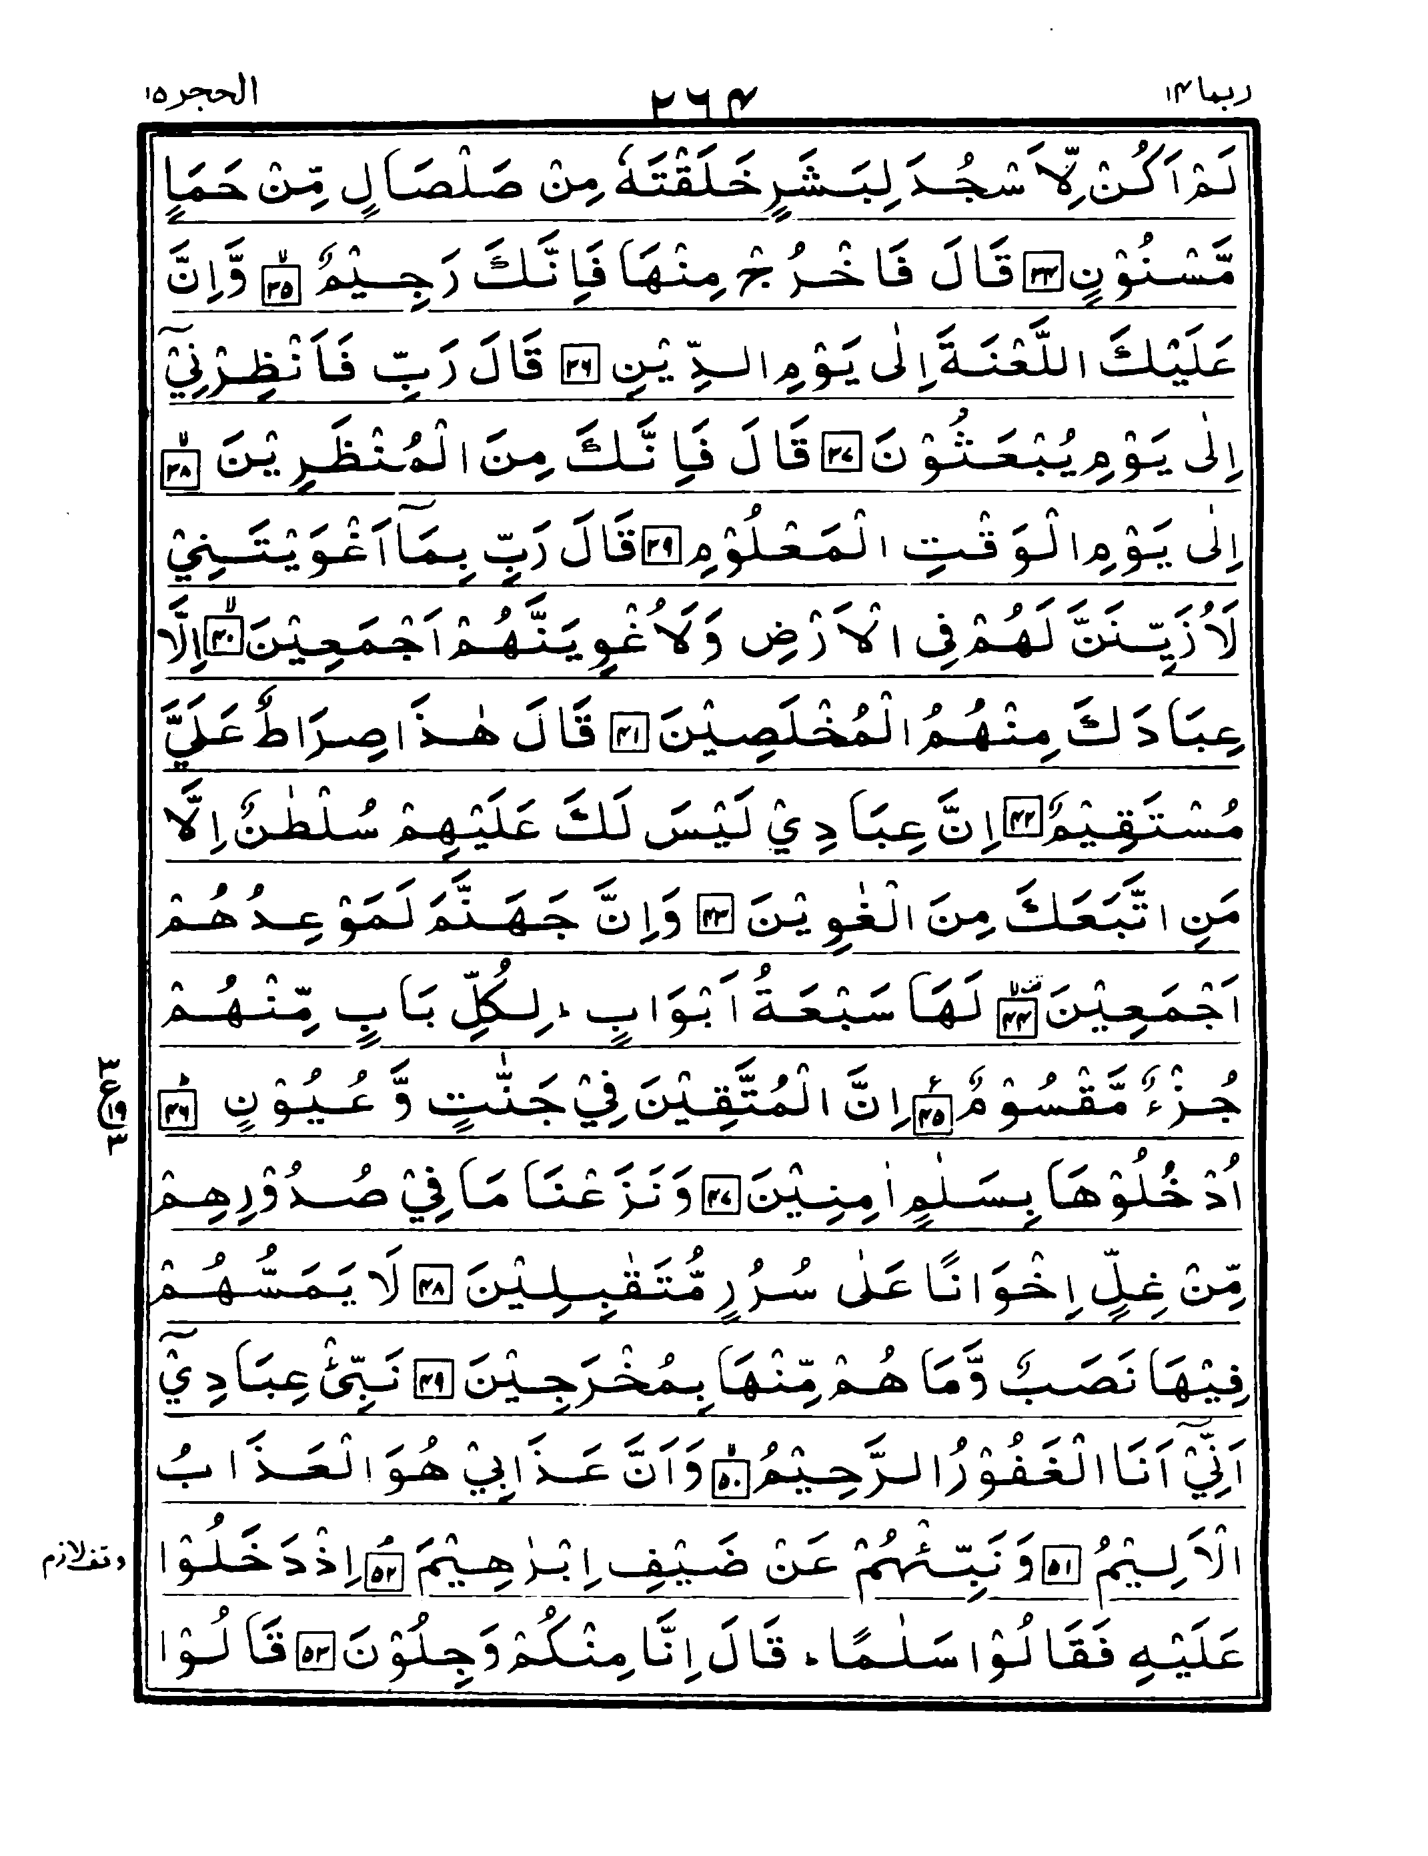 ربما ١٤
٢٦٤
الحجر ١٥
لَمْ اَكُنْ لِّاَسْجُدَ لِبَشَرٍ خَلَقْتَهٗ مِنْ صَلْصَالٍ مِّنْ حَمَاٍ
مَّسْنُوْنٍ ٣٤ قَالَ فَاخْرُجْ مِنْهَا فَاِنَّكَ رَجِيْمٌ ٣٥ۙ وَّاِنَّ
عَلَيْكَ اللَّعْنَةَ اِلٰى يَوْمِ الدِّيْنِ ٣٦ قَالَ رَبِّ فَاَنْظِرْنِيْٓ
اِلٰى يَوْمِ يُبْعَثُوْنَ ٣٧ قَالَ فَاِنَّكَ مِنَ الْمُنْظَرِيْنَ ٣٨ۙ
اِلٰى يَوْمِ الْوَقْتِ الْمَعْلُوْمِ ٣٩ قَالَ رَبِّ بِمَآ اَغْوَيْتَنِيْ
لَاُزَيِّنَنَّ لَهُمْ فِى الْاَرْضِ وَلَاُغْوِيَنَّهُمْ اَجْمَعِيْنَ ٤٠ۙ اِلَّا
عِبَادَكَ مِنْهُمُ الْمُخْلَصِيْنَ ٤١ قَالَ هٰذَا صِرَاطٌ عَلَيَّ
مُسْتَقِيْمٌ ٤٢ اِنَّ عِبَادِيْ لَيْسَ لَكَ عَلَيْهِمْ سُلْطٰنٌ اِلَّا
مَنِ اتَّبَعَكَ مِنَ الْغٰوِيْنَ ٤٣ وَاِنَّ جَهَنَّمَ لَمَوْعِدُهُمْ
اَجْمَعِيْنَ ٤٤ۙ لَهَا سَبْعَةُ اَبْوَابٍ ؕ لِكُلِّ بَابٍ مِّنْهُمْ
جُزْءٌ مَّقْسُوْمٌ ٤٥ۧ اِنَّ الْمُتَّقِيْنَ فِيْ جَنّٰتٍ وَّعُيُوْنٍ ٤٦ؕ
٣ ع ١٩ ٣
اُدْخُلُوْهَا بِسَلٰمٍ اٰمِنِيْنَ ٤٧ وَنَزَعْنَا مَا فِيْ صُدُوْرِهِمْ
مِّنْ غِلٍّ اِخْوَانًا عَلٰى سُرُرٍ مُّتَقٰبِلِيْنَ ٤٨ لَا يَمَسُّهُمْ
فِيْهَا نَصَبٌ وَّمَا هُمْ مِّنْهَا بِمُخْرَجِيْنَ ٤٩ نَبِّئْ عِبَادِيْٓ
اَنِّيْٓ اَنَا الْغَفُوْرُ الرَّحِيْمُ ٥٠ۙ وَاَنَّ عَذَابِيْ هُوَ الْعَذَابُ
الْاَلِيْمُ ٥١ وَنَبِّئْهُمْ عَنْ ضَيْفِ اِبْرٰهِيْمَ ٥٢ۘ اِذْ دَخَلُوْا
وقف لازم
عَلَيْهِ فَقَالُوْا سَلٰمًا ؕ قَالَ اِنَّا مِنْكُمْ وَجِلُوْنَ ٥٣ قَالُوْا